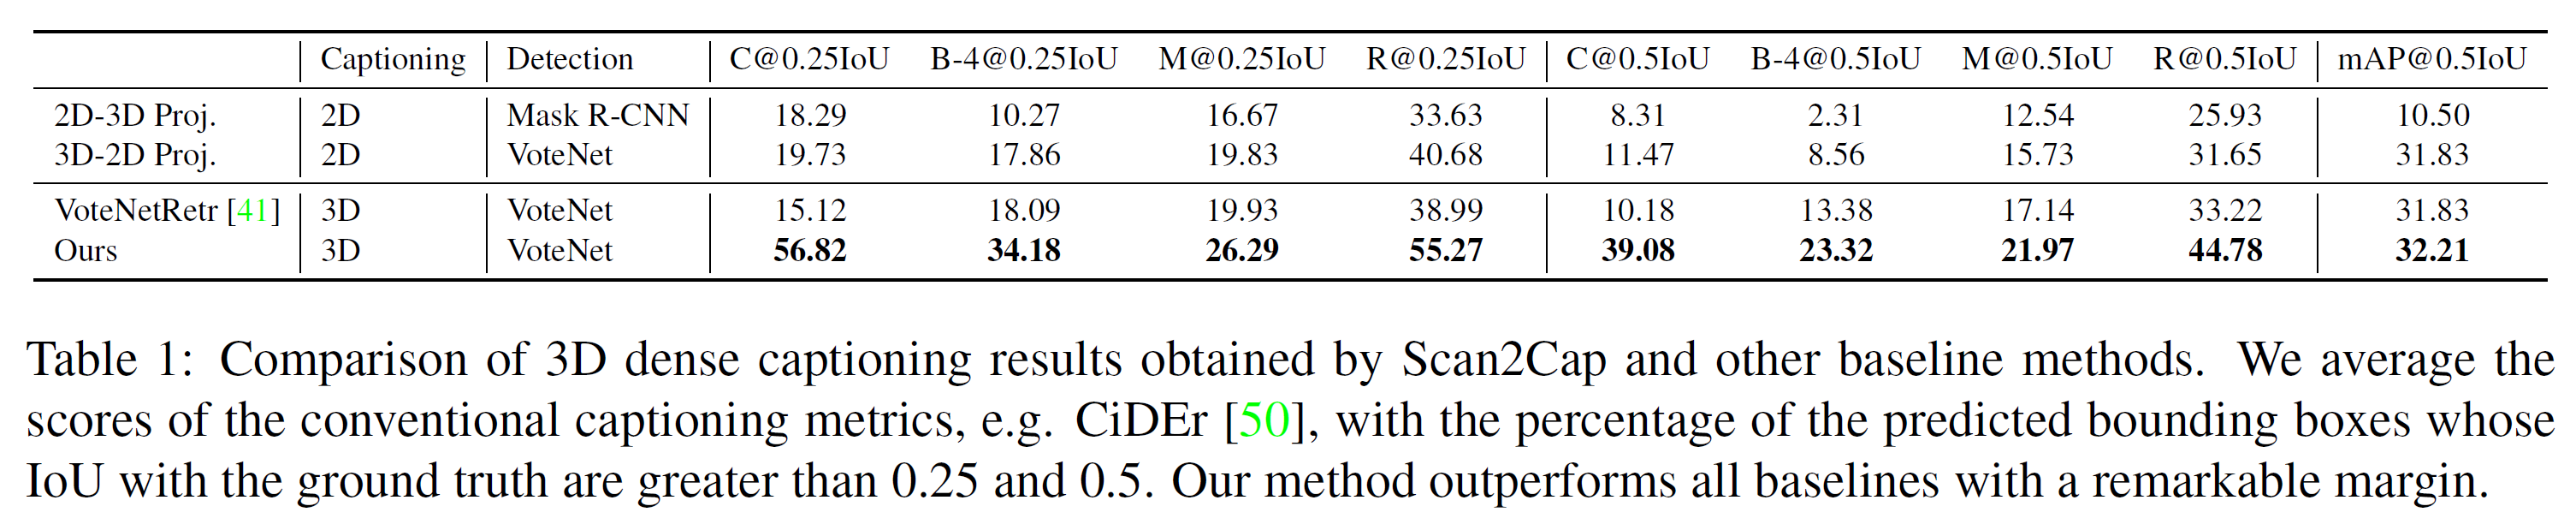 Captioning Detection C@0.25IoU B-4@0.25IoU M@0.25IoU R@0.25IoU C@0.5IoU B-4@0.5IoU M@0.5IoU R@0.5IoU mAP@0.5IoU
2D-3D Proj. 2D Mask R-CNN 18.29 10.27 16.67 33.63 8.31 2.31 12.54 25.93 10.50
3D-2D Proj. 2D VoteNet 19.73 17.86 19.83 40.68 11.47 8.56 15.73 31.65 31.83
VoteNetRetr [41] 3D VoteNet 15.12 18.09 19.93 38.99 10.18 13.38 17.14 33.22 31.83
Ours 3D VoteNet 56.82 34.18 26.29 55.27 39.08 23.32 21.97 44.78 32.21
Table 1: Comparison of 3D dense captioning results obtained by Scan2Cap and other baseline methods. We average the
scores of the conventional captioning metrics, e.g. CiDEr [50], with the percentage of the predicted bounding boxes whose
IoU with the ground truth are greater than 0.25 and 0.5. Our method outperforms all baselines with a remarkable margin.